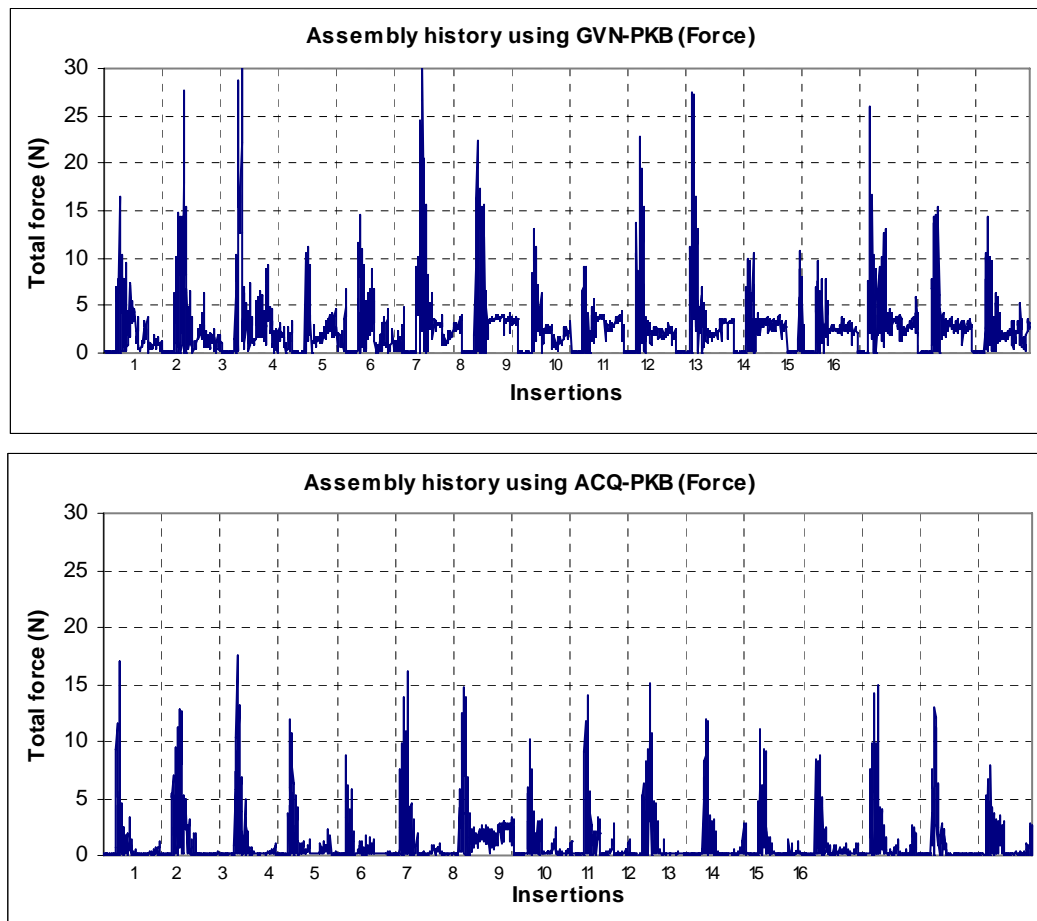 Assembly history using GVN-PKB (Force)
30
25
20
15
10
5
0
Total force (N)
1 2 3 4 5 6 7 8 9 10 11 12 13 14 15 16
Insertions
Assembly history using ACQ-PKB (Force)
30
25
20
15
10
5
0
Total force (N)
1 2 3 4 5 6 7 8 9 10 11 12 13 14 15 16
Insertions